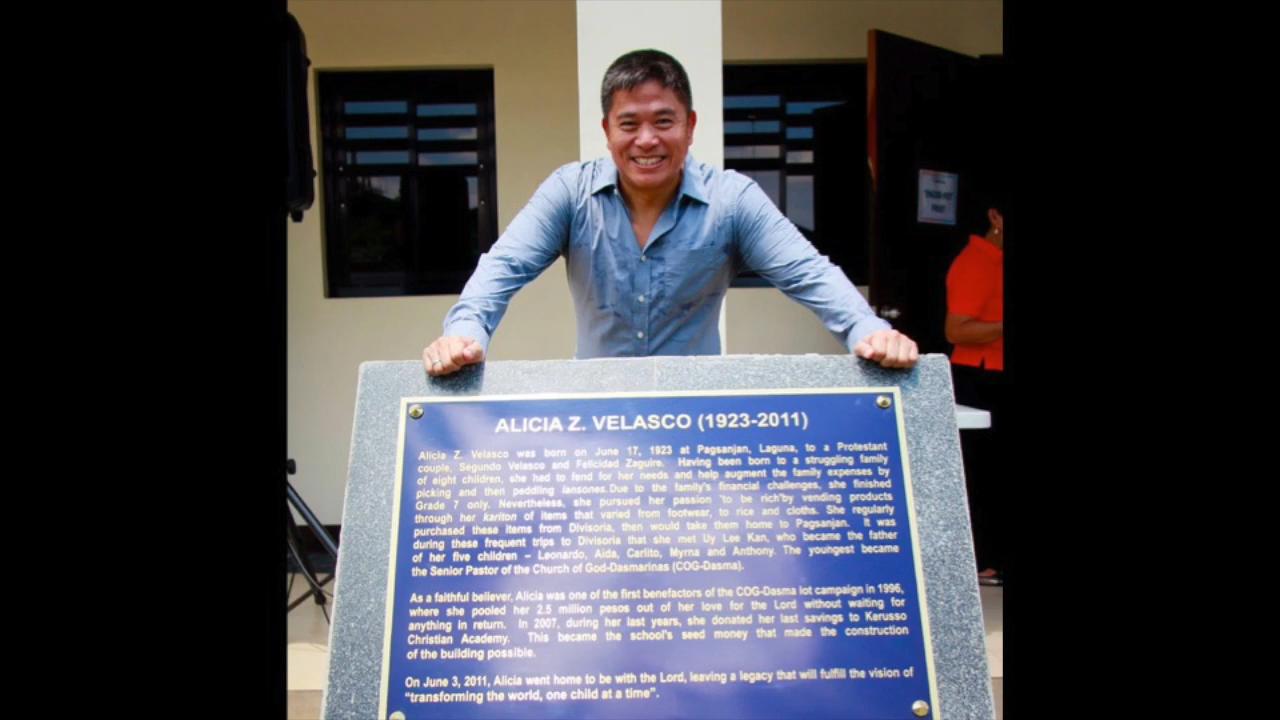 ALICIA Z. VELASCO (1923-2011)
Alicia Z. Velasco was born on June 17, 1923 at Pagsanjan, Laguna, to a Protestant
couple, Segundo Velasco and Felicidad Zaguire. Having been born to a struggling family
of eight children, she had to fend for her needs and help augment the family expenses by
picking and then peddling lansones. Due to the family's financial challenges, she finished
Grade 7 only. Nevertheless, she pursued her passion 'to be rich'by vending products
through her kariton of items that varied from footwear, to rice and cloths. She regularly
purchased these items from Divisoria, then would take them home to Pagsanjan. It was
during these frequent trips to Divisoria that she met Uy Lee Kan, who became the father
of her five children – Leonardo, Aida, Carlito, Myrna and Anthony. The youngest became
the Senior Pastor of the Church of God-Dasmarinas (COG-Dasma).
As a faithful believer, Alicia was one of the first benefactors of the COG-Dasma lot campaign in 1996,
where she pooled her 2.5 million pesos out of her love for the Lord without waiting for
anything in return. In 2007, during her last years, she donated her last savings to Kerusso
Christian Academy. This became the school's seed money that made the construction
of the building possible.
On June 3, 2011, Alicia went home to be with the Lord, leaving a legacy that will fulfill the vision of
"transforming the world, one child at a time".